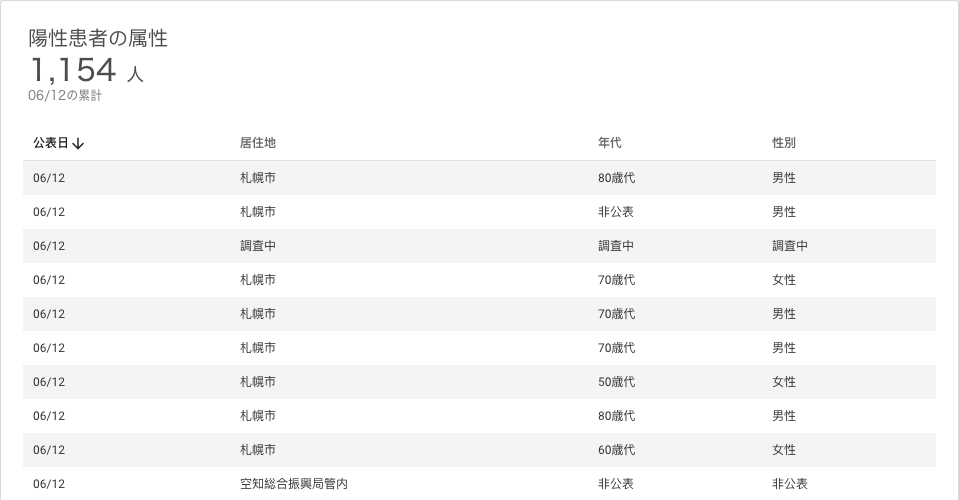 陽性患者の属性
1,154 人
06/12の累計
公表日↓ 居住地 年代 性別
06/12 札幌市 80歳代 男性
06/12 札幌市 非公表 男性
06/12 調査中 調査中 調査中
06/12 札幌市 70歳代 女性
06/12 札幌市 70歳代 男性
06/12 札幌市 70歳代 男性
06/12 札幌市 50歳代 女性
06/12 札幌市 80歳代 男性
06/12 札幌市 60歳代 女性
06/12 空知総合振興局管内 非公表 非公表